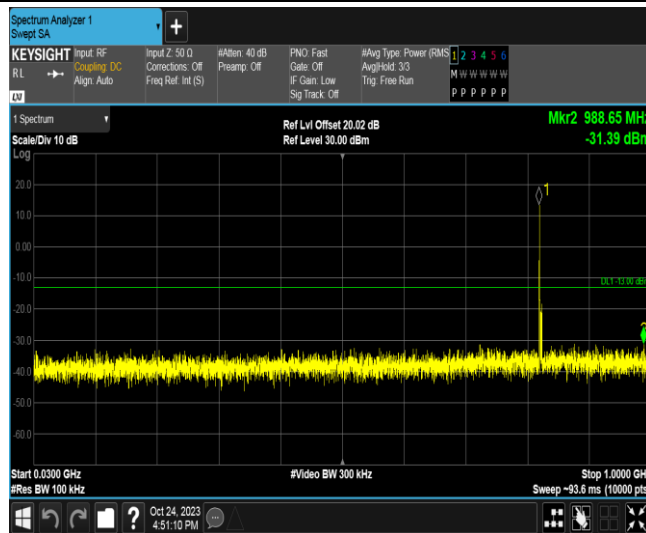 Spectrum Analyzer 1
Swept SA
KEYSIGHT
RL
LXI
Input: RF
Coupling: DC
Align: Auto
Input Z: 50 Ω
Corrections: Off
Freq Ref: Int (S)
#Atten: 40 dB
Preamp: Off
PNO: Fast
Gate: Off
IF Gain: Low
Sig Track: Off
#Avg Type: Power (RMS
Avg|Hold: 3/3
Trig: Free Run
1 2 3 4 5 6
M W W W W W
P P P P P P
1 Spectrum
Scale/Div 10 dB
Ref Lvl Offset 20.02 dB
Ref Level 30.00 dBm
Mkr2 988.65 MHz
-31.39 dBm
Log
20.0
1
10.0
0.00
-10.0
DL1 -13.00 dBm
-20.0
-30.0
-40.0
-50.0
-60.0
Start 0.0300 GHz
#Video BW 300 kHz
Stop 1.0000 GH
#Res BW 100 kHz
Sweep ~93.6 ms (10000 pts
?
Oct 24, 2023
4:51:10 PM